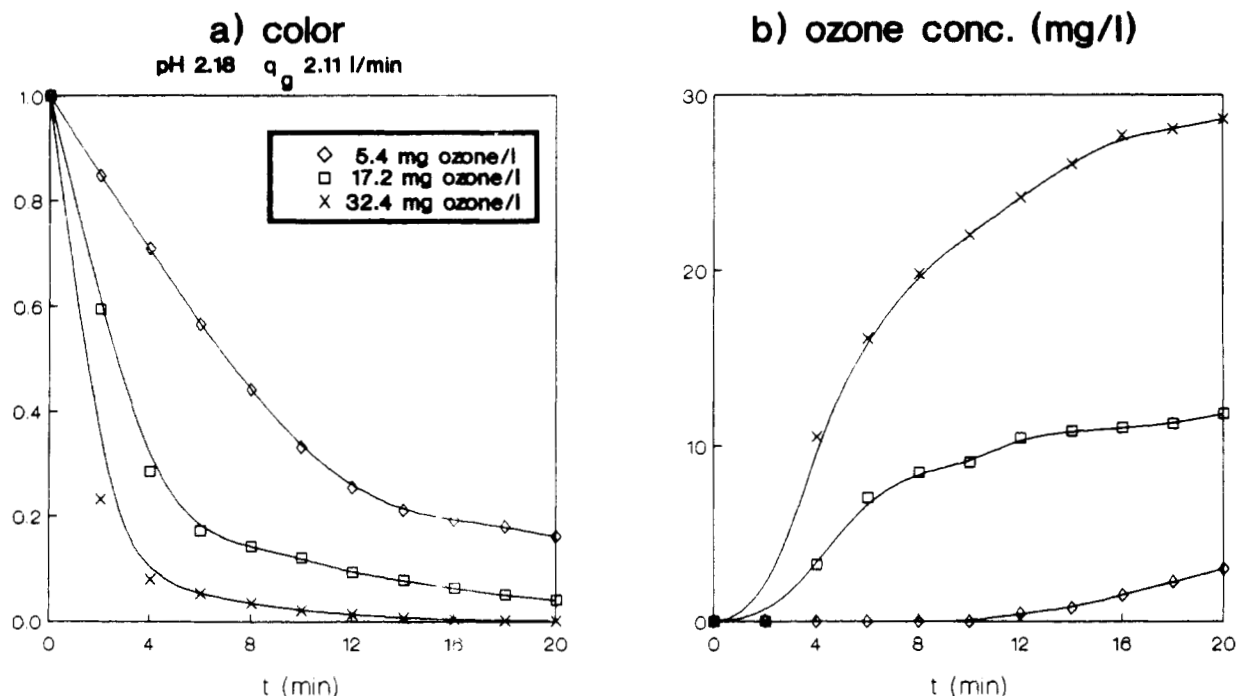 a) color
pH 2.18 q_g 2.11 l/min
1.0
0.8
0.6
0.4
0.2
0.0
0
4
8
12
16
20
t (min)
5.4 mg ozone/l
17.2 mg ozone/l
32.4 mg ozone/l
b) ozone conc. (mg/l)
30
20
10
0
0
4
8
12
16
20
t (min)